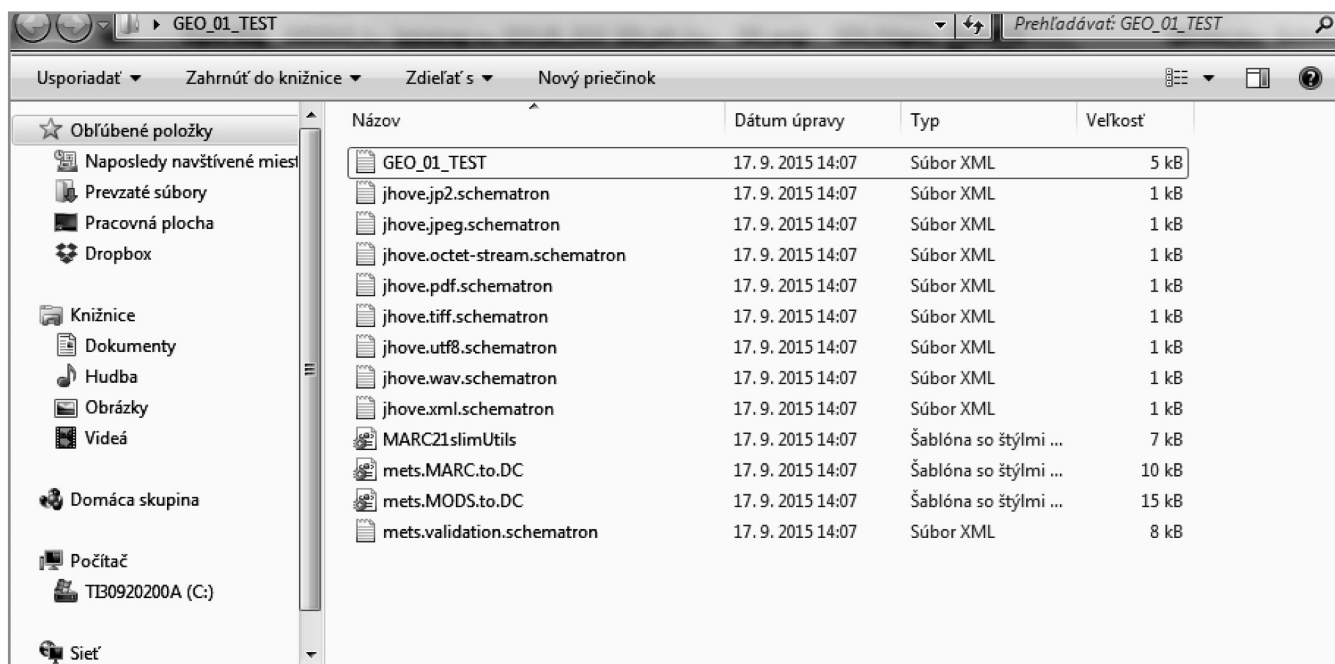 GEO_01_TEST
Prehľadávať: GEO_01_TEST
Usporiadať Zahrnúť do knižnice Zdieľať s Nový priečinok
Obľúbené položky
Naposledy navštívené miest
Prevzaté súbory
Pracovná plocha
Dropbox
Knižnice
Dokumenty
Hudba
Obrázky
Videá
Domáca skupina
Počítač
TI30920200A (C:)
Sieť
Názov Dátum úpravy Typ Veľkosť
GEO_01_TEST 17. 9. 2015 14:07 Súbor XML 5 kB
jhove.jp2.schematron 17. 9. 2015 14:07 Súbor XML 1 kB
jhove.jpeg.schematron 17. 9. 2015 14:07 Súbor XML 1 kB
jhove.octet-stream.schematron 17. 9. 2015 14:07 Súbor XML 1 kB
jhove.pdf.schematron 17. 9. 2015 14:07 Súbor XML 1 kB
jhove.tiff.schematron 17. 9. 2015 14:07 Súbor XML 1 kB
jhove.utf8.schematron 17. 9. 2015 14:07 Súbor XML 1 kB
jhove.wav.schematron 17. 9. 2015 14:07 Súbor XML 1 kB
jhove.xml.schematron 17. 9. 2015 14:07 Súbor XML 1 kB
MARC21slimUtils 17. 9. 2015 14:07 Šablóna so štýlmi ... 7 kB
mets.MARC.to.DC 17. 9. 2015 14:07 Šablóna so štýlmi ... 10 kB
mets.MODS.to.DC 17. 9. 2015 14:07 Šablóna so štýlmi ... 15 kB
mets.validation.schematron 17. 9. 2015 14:07 Súbor XML 8 kB